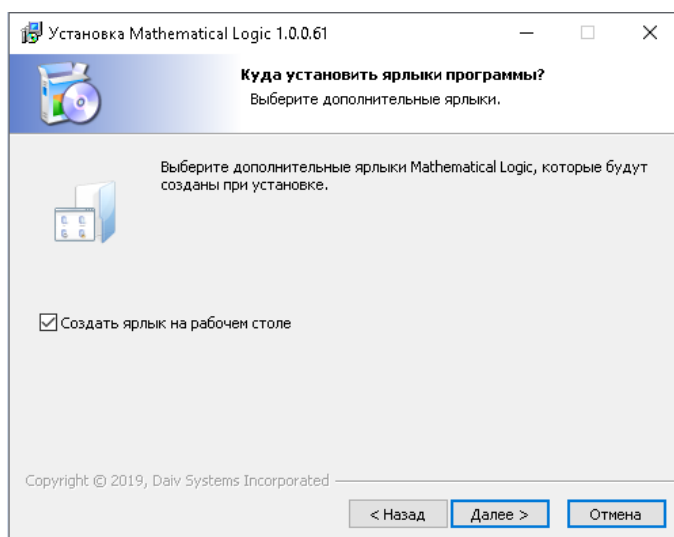 Установка Mathematical Logic 1.0.0.61
Куда установить ярлыки программы?
Выберите дополнительные ярлыки.
Выберите дополнительные ярлыки Mathematical Logic, которые будут
созданы при установке.
Создать ярлык на рабочем столе
Copyright © 2019, Daiv Systems Incorporated
< Назад
Далее >
Отмена